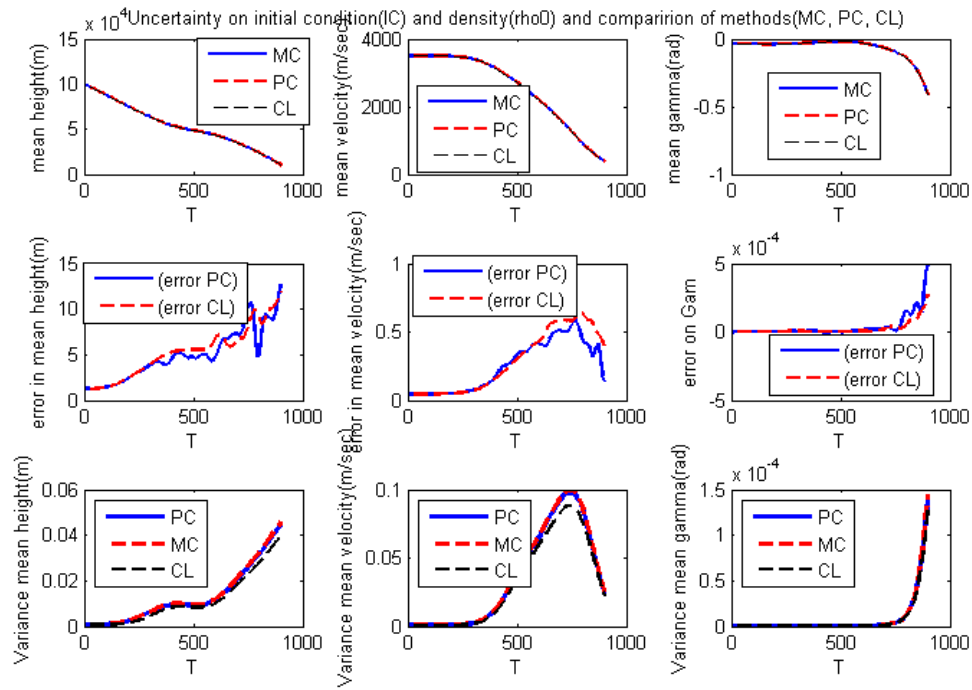 Uncertainty on initial condition(IC) and density(rho0) and comparirion of methods(MC, PC, CL)
x 10^4
mean height(m)
15
10
5
0
MC
PC
CL
0 500 1000
T
mean velocity(m/sec)
4000
2000
0
MC
PC
CL
0 500 1000
T
mean gamma(rad)
0
-0.5
-1
MC
PC
CL
0 500 1000
T
error in mean height(m)
15
10
5
0
(error PC)
(error CL)
0 500 1000
T
error in mean velocity(m/sec)
1
0.5
0
(error PC)
(error CL)
0 500 1000
T
x 10^-4
error on Gam
5
0
-5
(error PC)
(error CL)
0 500 1000
T
Variance mean height(m)
0.06
0.04
0.02
0
PC
MC
CL
0 500 1000
T
Variance mean velocity(m/sec)
0.1
0.05
0
PC
MC
CL
0 500 1000
T
x 10^-4
Variance mean gamma(rad)
1.5
1
0.5
0
PC
MC
CL
0 500 1000
T